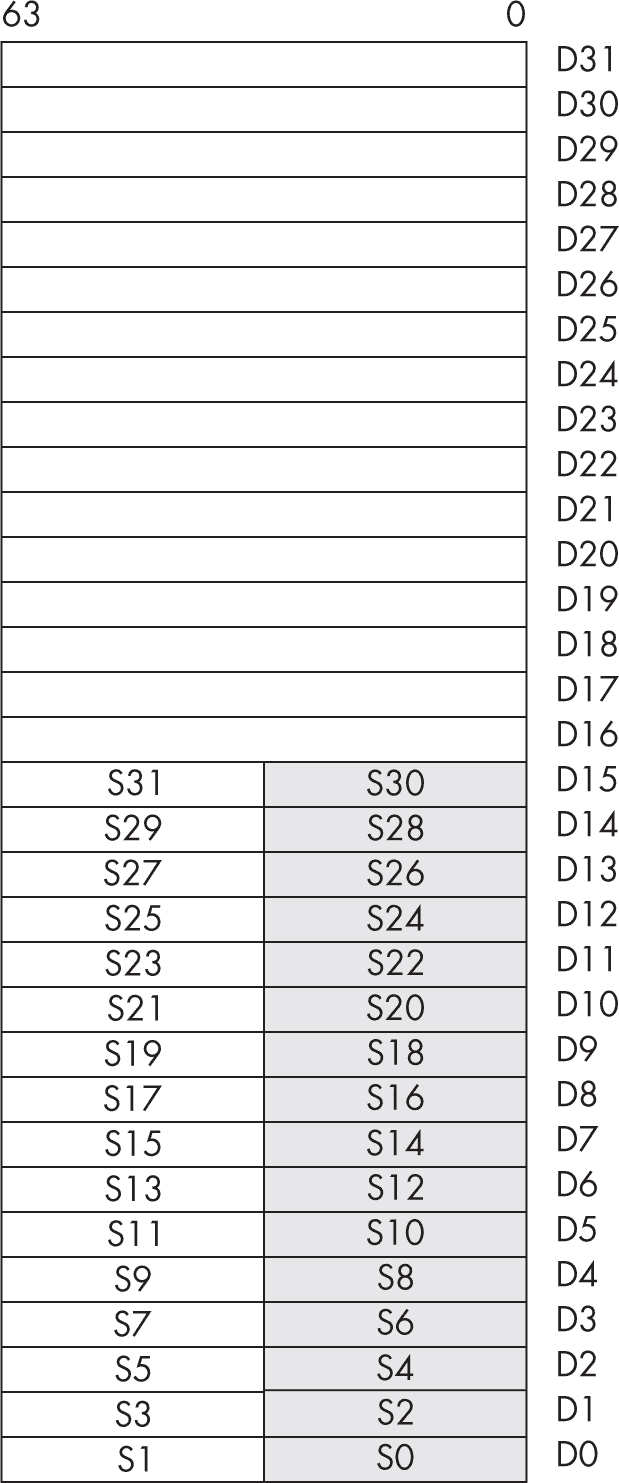 63 0
D31
D30
D29
D28
D27
D26
D25
D24
D23
D22
D21
D20
D19
D18
D17
D16
S31 S30 D15
S29 S28 D14
S27 S26 D13
S25 S24 D12
S23 S22 D11
S21 S20 D10
S19 S18 D9
S17 S16 D8
S15 S14 D7
S13 S12 D6
S11 S10 D5
S9 S8 D4
S7 S6 D3
S5 S4 D2
S3 S2 D1
S1 S0 D0